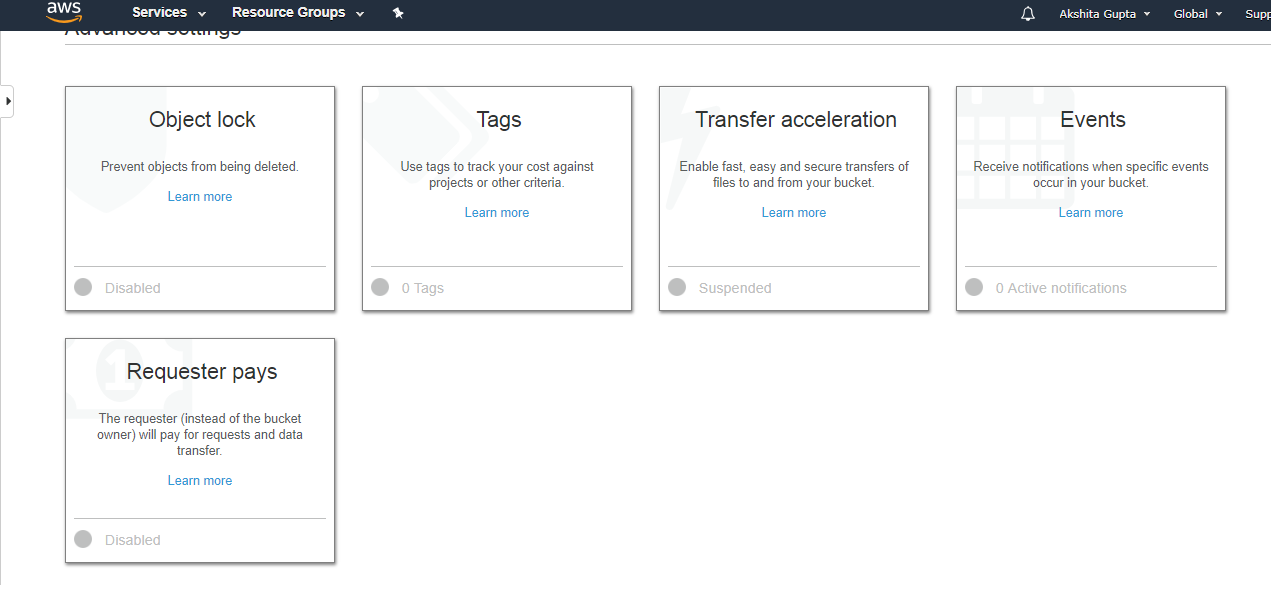 aws Services Resource Groups Akshita Gupta Global Supp
Advanced settings
Object lock
Prevent objects from being deleted.
Learn more
Disabled
Tags
Use tags to track your cost against
projects or other criteria.
Learn more
0 Tags
Transfer acceleration
Enable fast, easy and secure transfers of
files to and from your bucket.
Learn more
Suspended
Events
Receive notifications when specific events
occur in your bucket.
Learn more
0 Active notifications
1
Requester pays
The requester (instead of the bucket
owner) will pay for requests and data
transfer.
Learn more
Disabled